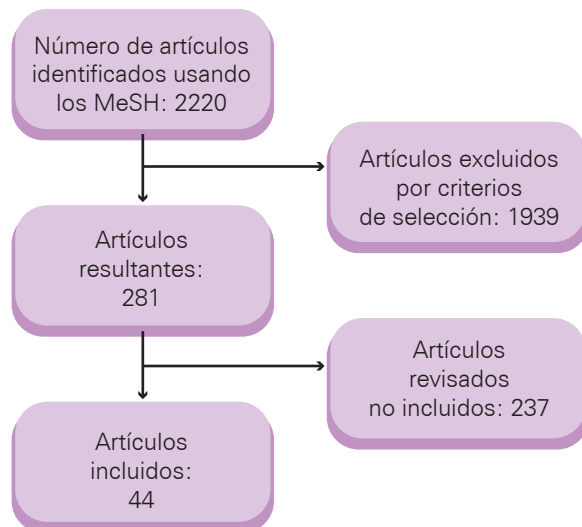 Número de artículos
identificados usando
los MeSH: 2220
Artículos excluidos
por criterios
de selección: 1939
Artículos
resultantes:
281
Artículos
revisados
no incluidos: 237
Artículos
incluidos:
44